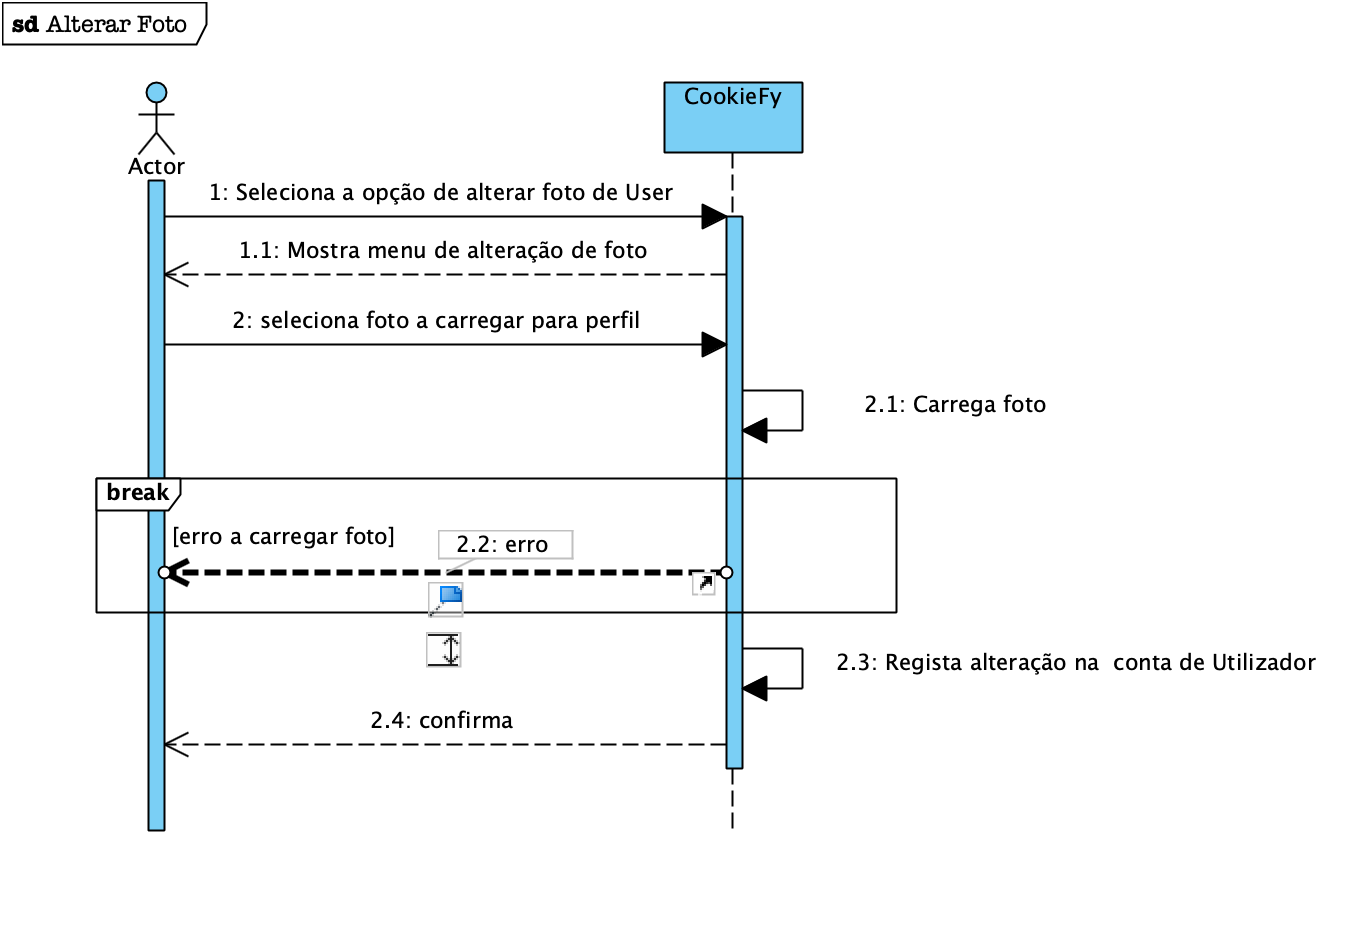 sd Alterar Foto
CookieFy
Actor
1: Seleciona a opção de alterar foto de User
1.1: Mostra menu de alteração de foto
2: seleciona foto a carregar para perfil
2.1: Carrega foto
break
[erro a carregar foto]
2.2: erro
2.3: Regista alteração na  conta de Utilizador
2.4: confirma